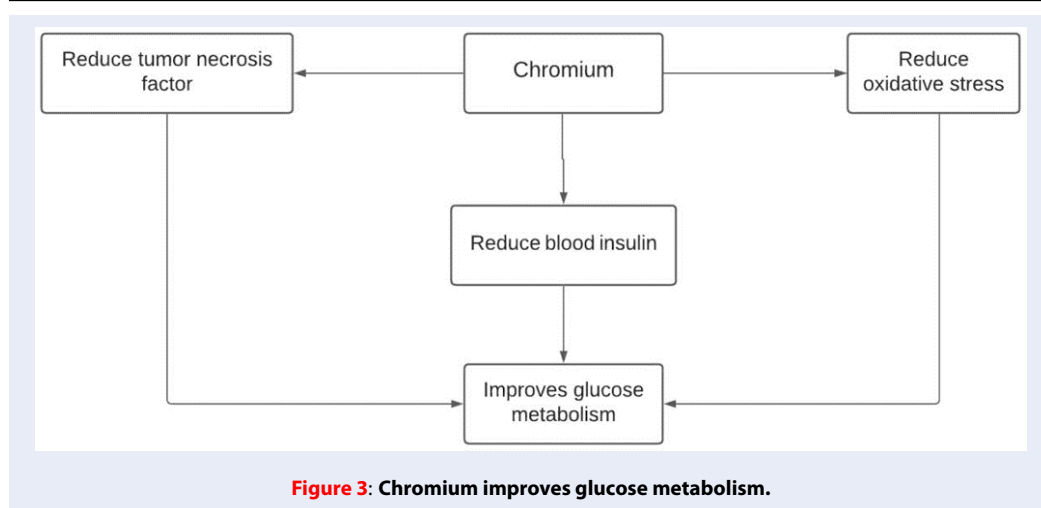 Reduce tumor necrosis
factor
Chromium
Reduce
oxidative stress
Reduce blood insulin
Improves glucose
metabolism
Figure 3: Chromium improves glucose metabolism.